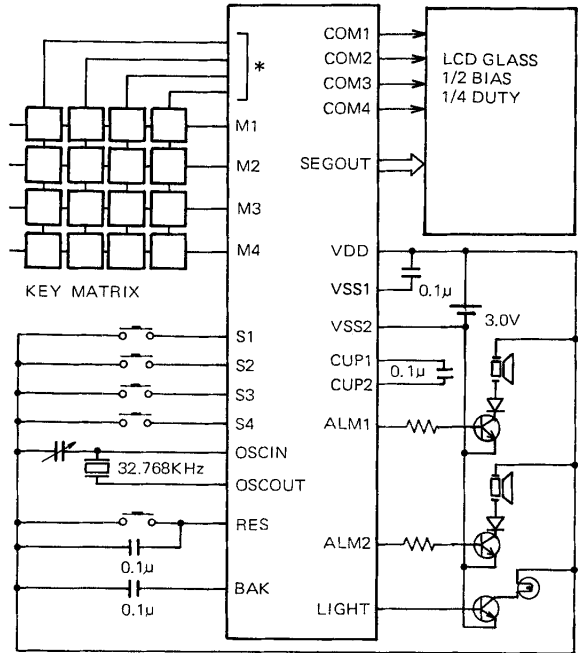 *
M1
M2
M3
M4
KEY MATRIX
S1
S2
S3
S4
OSCIN
32.768KHz
OSCOUT
RES
0.1μ
BAK
0.1μ
COM1
COM2
COM3
COM4
SEGOUT
LCD GLASS
1/2 BIAS
1/4 DUTY
VDD
0.1μ
VSS1
VSS2
3.0V
CUP1
0.1μ
CUP2
ALM1
ALM2
LIGHT